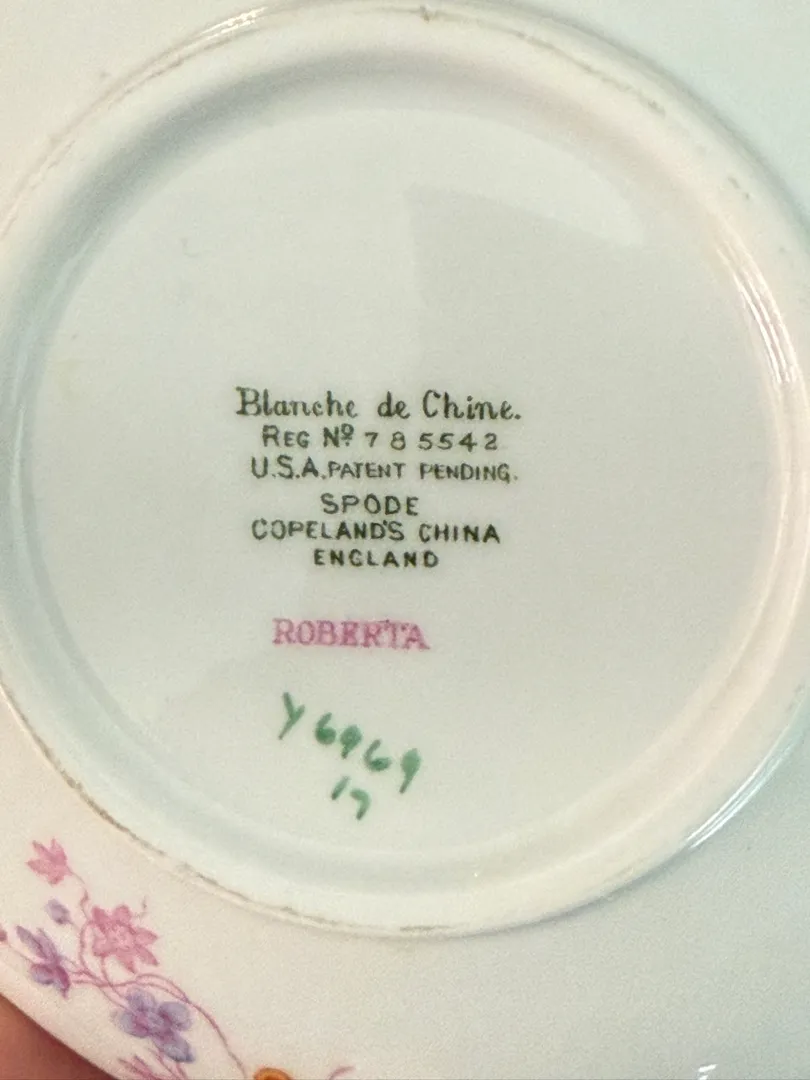 Blanche de Chine.
REG Nº 785542
U.S.A. PATENT PENDING.
SPODE
COPELAND'S CHINA
ENGLAND
ROBERTA
Y6969
17